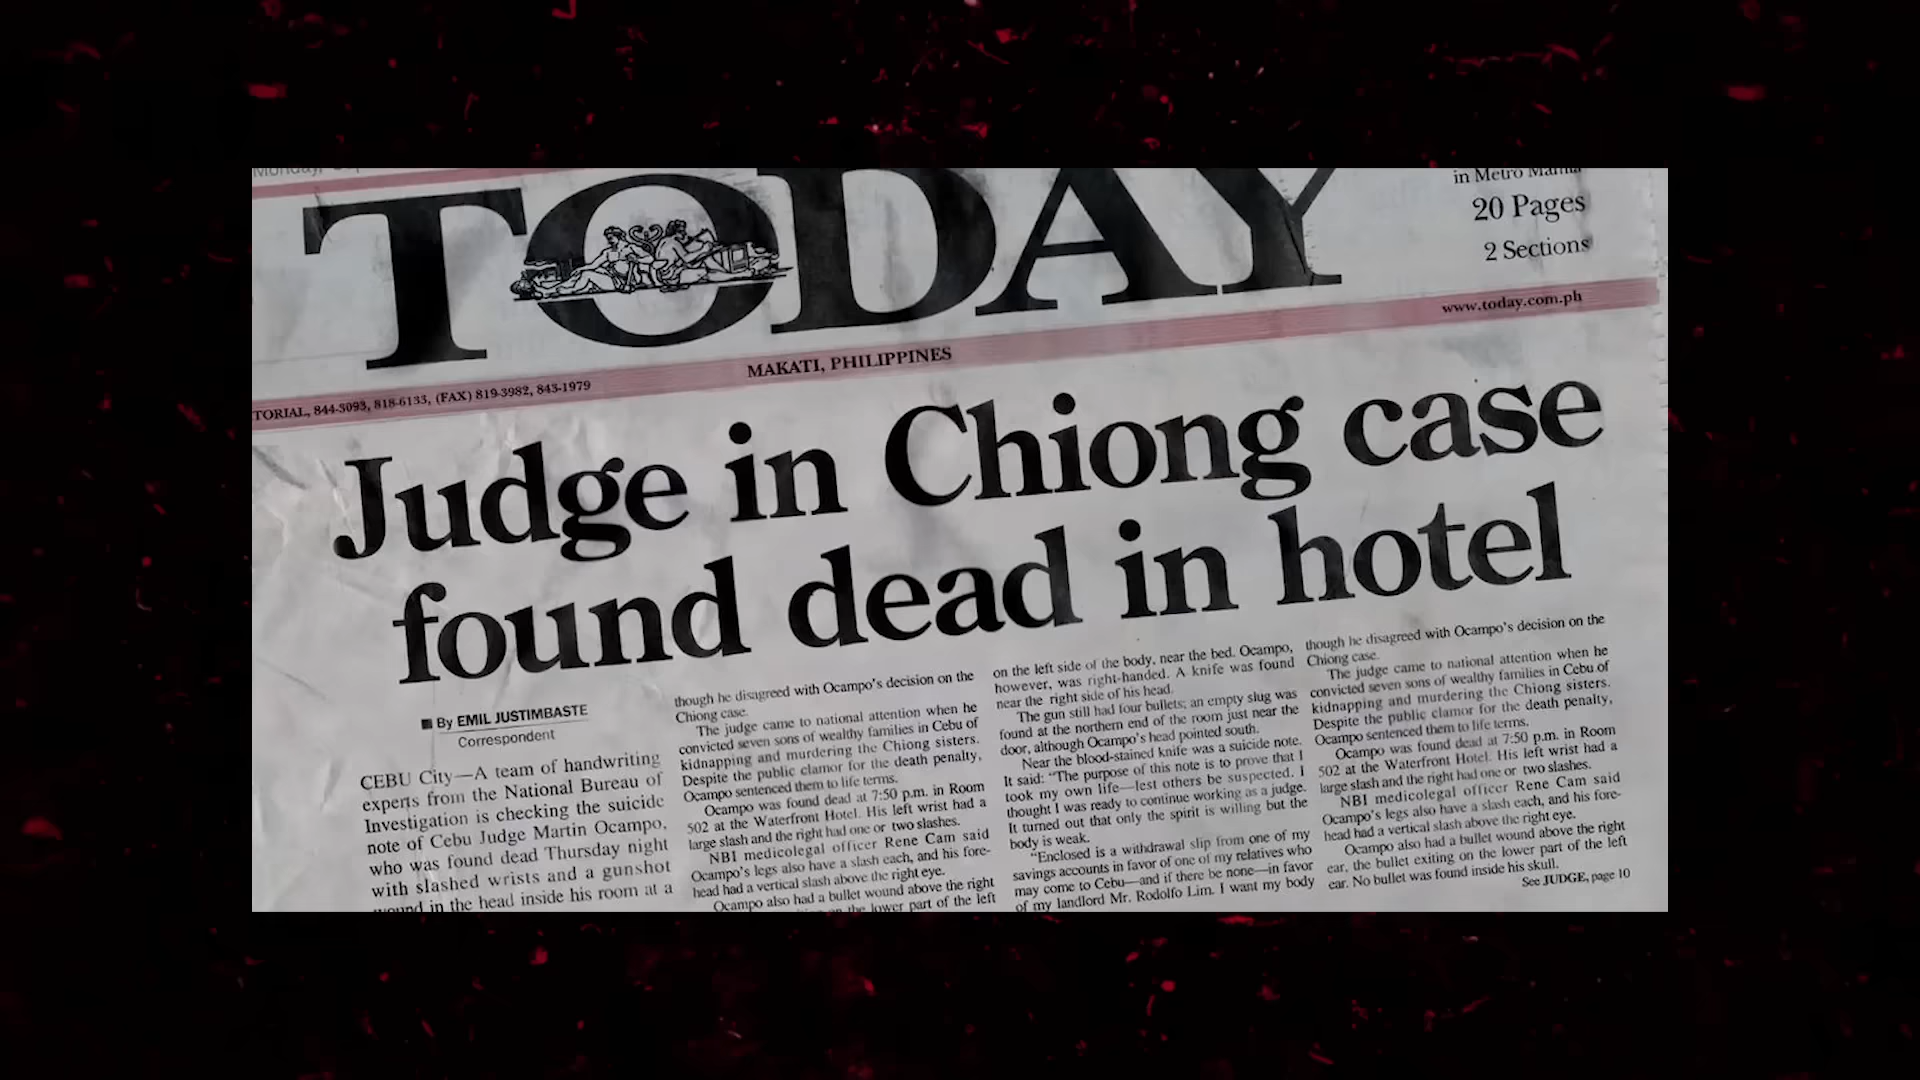 TODAY
in Metro Manila
20 Pages
2 Sections
www.today.com.ph
MAKATI, PHILIPPINES
TORIAL, 844-3093, 818-6133, (FAX) 819-3982, 843-1979
Judge in Chiong case
found dead in hotel
By EMIL JUSTIMBASTE
Correspondent
CEBU City—A team of handwriting
experts from the National Bureau of
Investigation is checking the suicide
note of Cebu Judge Martin Ocampo,
who was found dead Thursday night
with slashed wrists and a gunshot
wound in the head inside his room at a
though he disagreed with Ocampo's decision on the
Chiong case.
The judge came to national attention when he
convicted seven sons of wealthy families in Cebu of
kidnapping and murdering the Chiong sisters.
Despite the public clamor for the death penalty,
Ocampo sentenced them to life terms.
Ocampo was found dead at 7:50 p.m. in Room
502 at the Waterfront Hotel. His left wrist had a
large slash and the right had one or two slashes.
NBI medicolegal officer Rene Cam said
Ocampo's legs also have a slash each, and his fore-
head had a vertical slash above the right eye.
Ocampo also had a bullet wound above the right
on the lower part of the left
on the left side of the body, near the bed. Ocampo,
however, was right-handed. A knife was found
near the right side of his head.
The gun still had four bullets; an empty slug was
found at the northern end of the room just near the
door, although Ocampo's head pointed south.
Near the blood-stained knife was a suicide note.
It said: "The purpose of this note is to prove that I
took my own life—lest others be suspected. I
thought I was ready to continue working as a judge.
It turned out that only the spirit is willing but the
body is weak.
"Enclosed is a withdrawal slip from one of my
savings accounts in favor of one of my relatives who
may come to Cebu—and if there be none—in favor
of my landlord Mr. Rodolfo Lim. I want my body
though he disagreed with Ocampo's decision on the
Chiong case.
The judge came to national attention when he
convicted seven sons of wealthy families in Cebu of
kidnapping and murdering the Chiong sisters.
Despite the public clamor for the death penalty,
Ocampo sentenced them to life terms.
Ocampo was found dead at 7:50 p.m. in Room
502 at the Waterfront Hotel. His left wrist had a
large slash and the right had one or two slashes.
NBI medicolegal officer Rene Cam said
Ocampo's legs also have a slash each, and his fore-
head had a vertical slash above the right eye.
Ocampo also had a bullet wound above the right
ear, the bullet exiting on the lower part of the left
ear. No bullet was found inside his skull.
See JUDGE, page 10